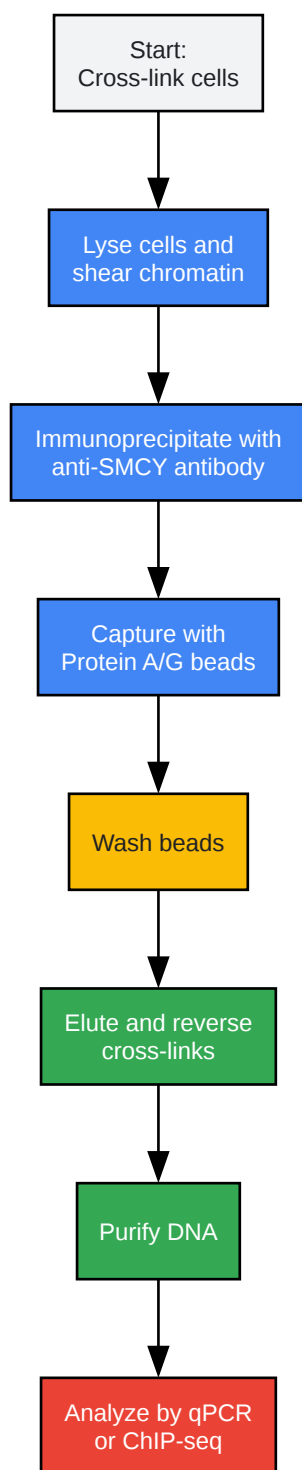 Start:
Cross-link cells
Lyse cells and
shear chromatin
Immunoprecipitate with
anti-SMCY antibody
Capture with
Protein A/G beads
Wash beads
Elute and reverse
cross-links
Purify DNA
Analyze by qPCR
or ChIP-seq